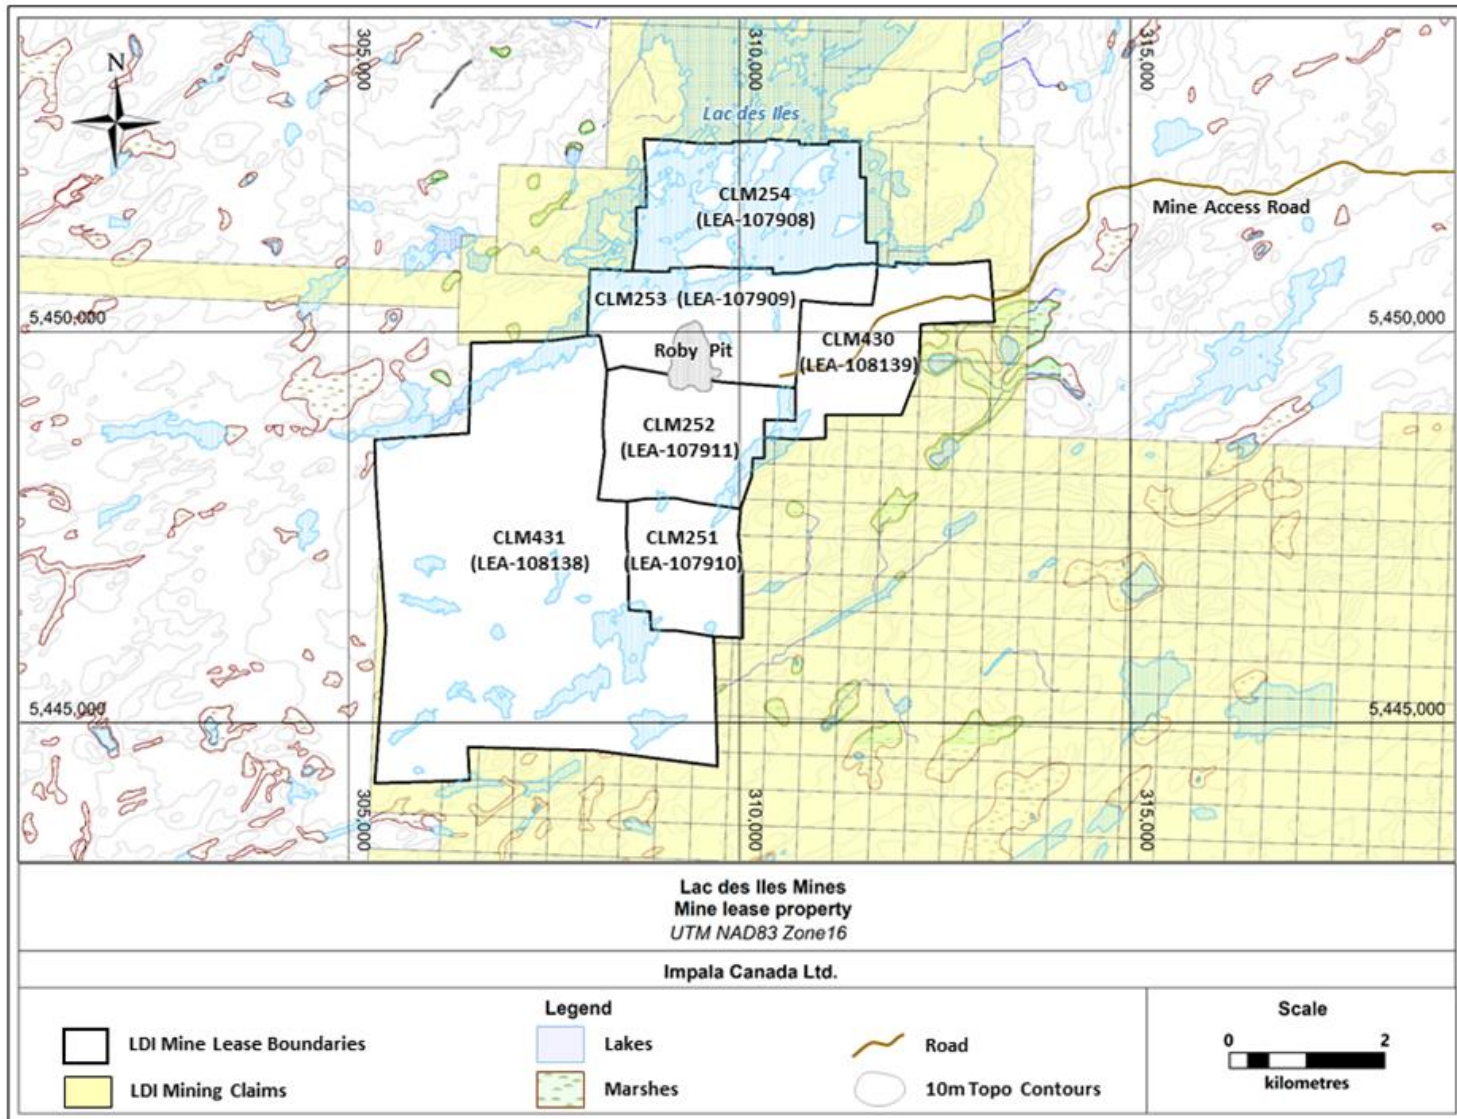 305,000
310,000
315,000
N
Lac des Iles
CLM254
(LEA-107908)
Mine Access Road
CLM253 (LEA-107909)
5,450,000
5,450,000
Roby Pit
CLM430
(LEA-108139)
CLM252
(LEA-107911)
CLM431
(LEA-108138)
CLM251
(LEA-107910)
5,445,000
5,445,000
305,000
310,000
315,000
Lac des Iles Mines
Mine lease property
UTM NAD83 Zone16
Impala Canada Ltd.
Legend
LDI Mine Lease Boundaries
Lakes
Road
LDI Mining Claims
Marshes
10m Topo Contours
Scale
0 2
kilometres